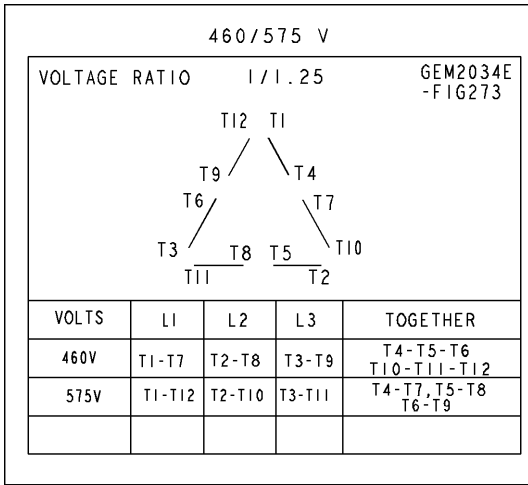 460/575 V
VOLTAGE RATIO 1/1.25 GEM2034E
-FIG273
T12 T1
T9 T4
T6 T7
T3 T8 T5 T10
T11 T2
VOLTS L1 L2 L3 TOGETHER
460V T1-T7 T2-T8 T3-T9 T4-T5-T6
T10-T11-T12
575V T1-T12 T2-T10 T3-T11 T4-T7,T5-T8
T6-T9